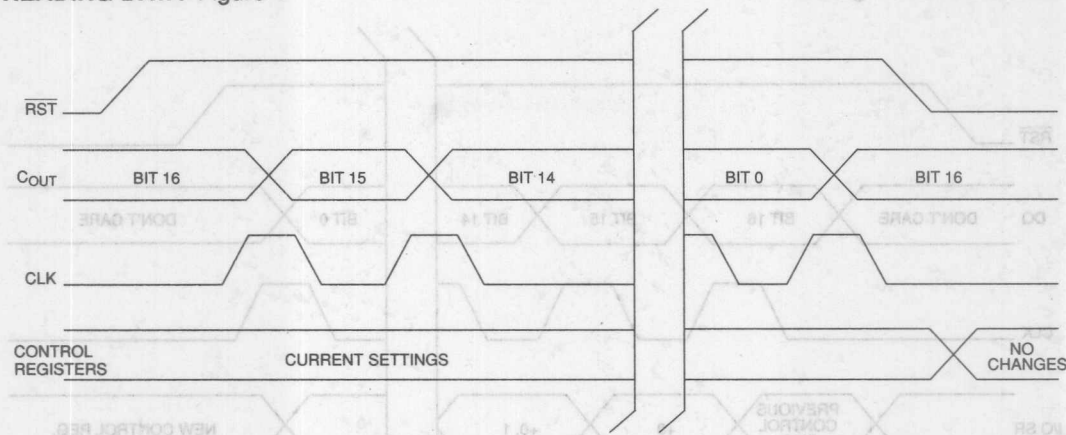 RST
COUT
BIT 16
BIT 15
BIT 14
BIT 0
BIT 16
CLK
CONTROL
REGISTERS
CURRENT SETTINGS
NO
CHANGES